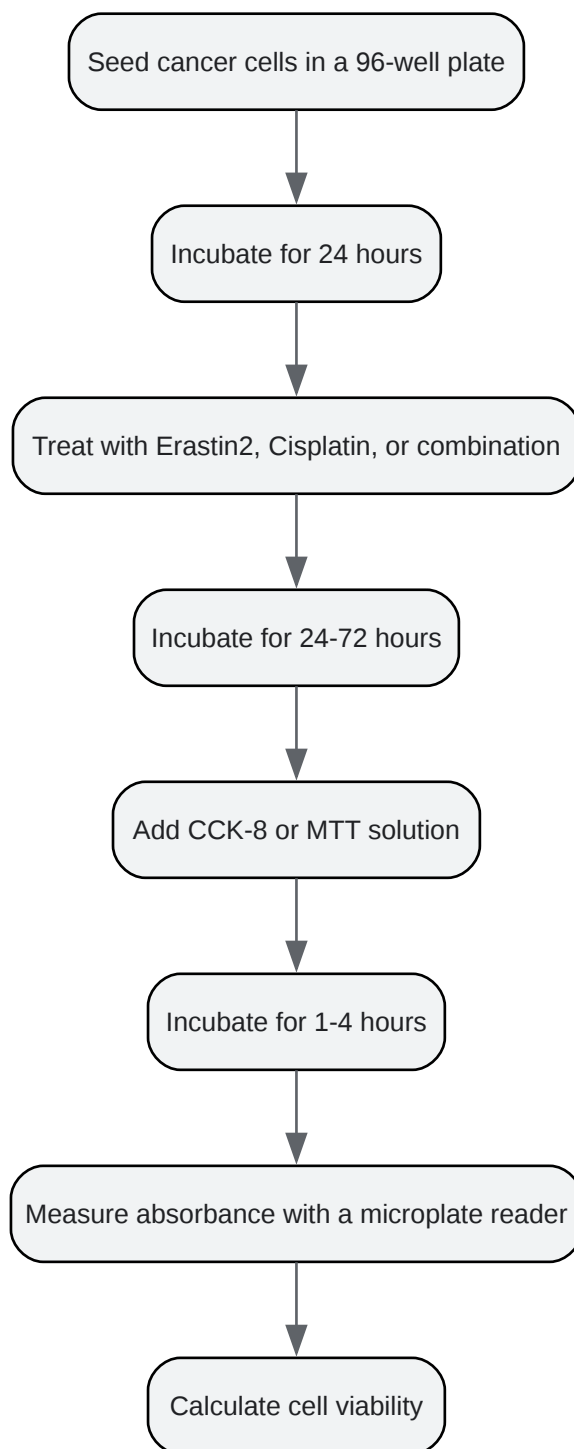 Seed cancer cells in a 96-well plate
Incubate for 24 hours
Treat with Erastin2, Cisplatin, or combination
Incubate for 24-72 hours
Add CCK-8 or MTT solution
Incubate for 1-4 hours
Measure absorbance with a microplate reader
Calculate cell viability